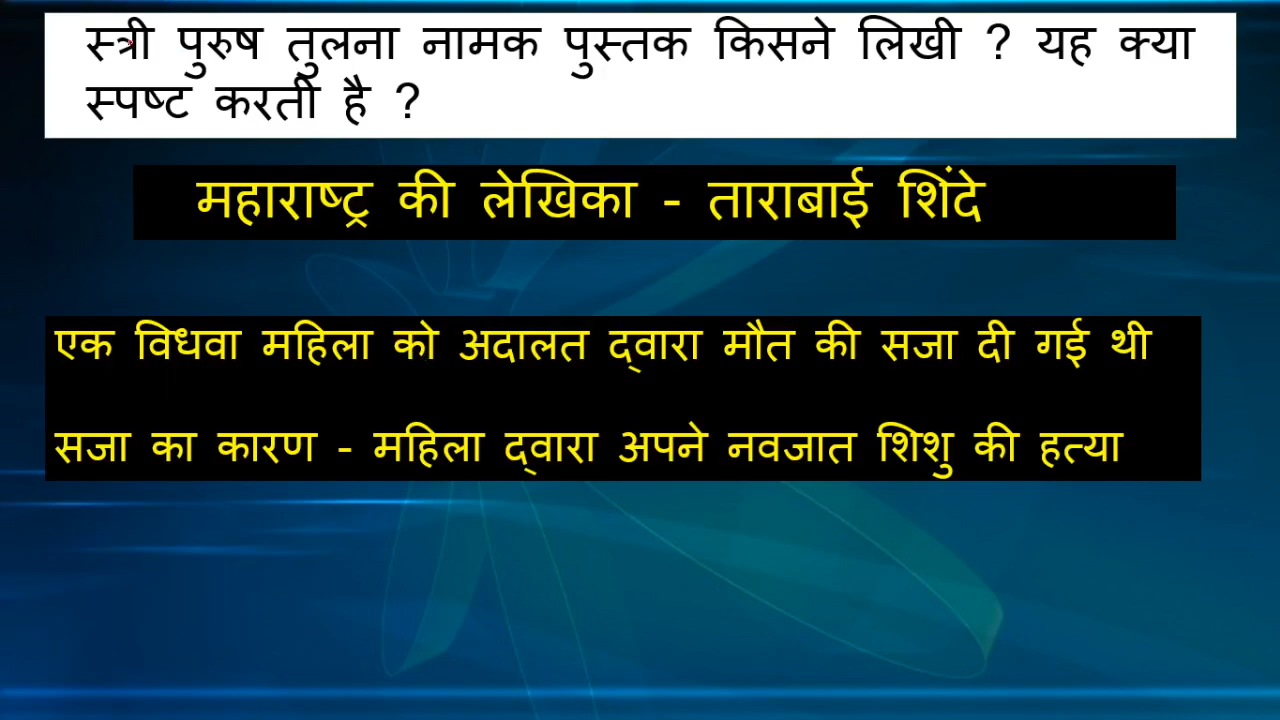 स्त्री पुरुष तुलना नामक पुस्तक किसने लिखी ? यह क्या
स्पष्ट करती है ?
महाराष्ट्र की लेखिका - ताराबाई शिंदे
एक विधवा महिला को अदालत द्वारा मौत की सजा दी गई थी
सजा का कारण - महिला द्वारा अपने नवजात शिशु की हत्या